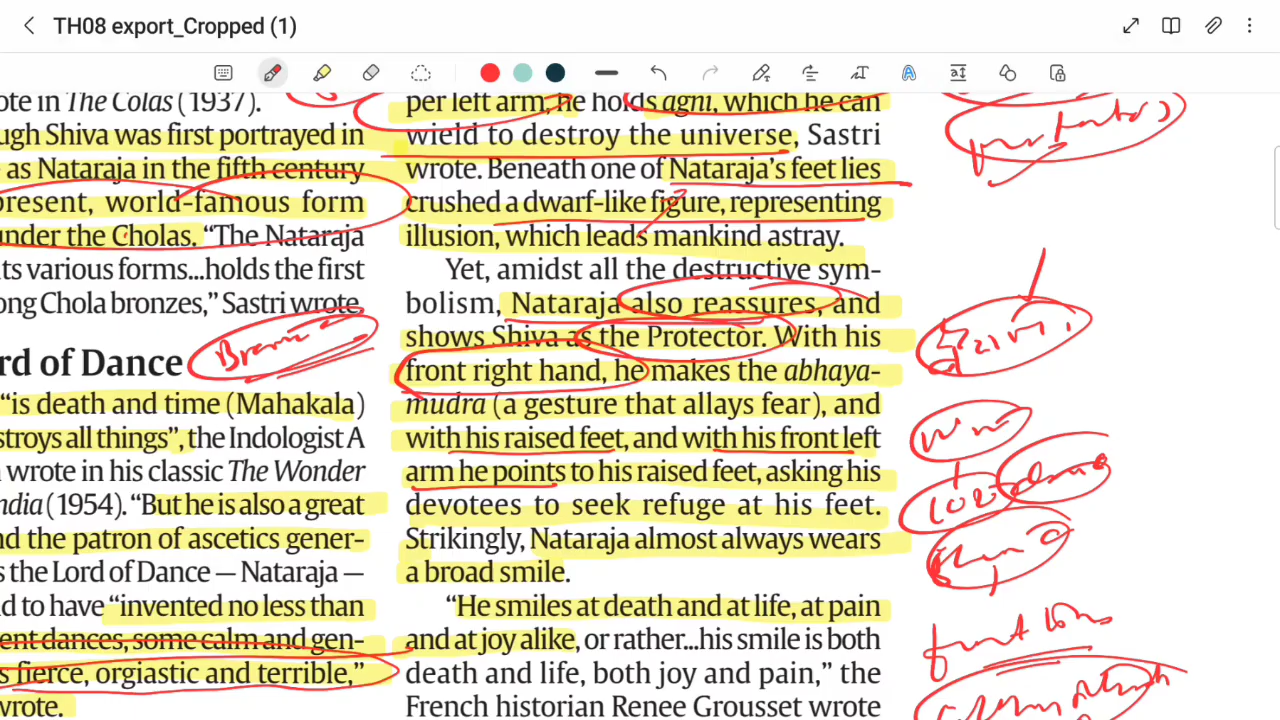 TH08 export_Cropped (1)
ote in The Colas (1937).
ugh Shiva was first portrayed in
as Nataraja in the fifth century
present, world-famous form
under the Cholas. “The Nataraja
ts various forms...holds the first
ong Chola bronzes,” Sastri wrote.
rd of Dance
“is death and time (Mahakala)
stroys all things”, the Indologist A
wrote in his classic The Wonder
ndia (1954). “But he is also a great
nd the patron of ascetics gener-
s the Lord of Dance — Nataraja —
d to have “invented no less than
ent dances, some calm and gen-
s fierce, orgiastic and terrible,”
wrote.
per left arm, he holds agni, which he can
wield to destroy the universe, Sastri
wrote. Beneath one of Nataraja’s feet lies
crushed a dwarf-like figure, representing
illusion, which leads mankind astray.
Yet, amidst all the destructive sym-
bolism, Nataraja also reassures, and
shows Shiva as the Protector. With his
front right hand, he makes the abhaya-
mudra (a gesture that allays fear), and
with his raised feet, and with his front left
arm he points to his raised feet, asking his
devotees to seek refuge at his feet.
Strikingly, Nataraja almost always wears
a broad smile.
“He smiles at death and at life, at pain
and at joy alike, or rather...his smile is both
death and life, both joy and pain,” the
French historian Renee Grousset wrote